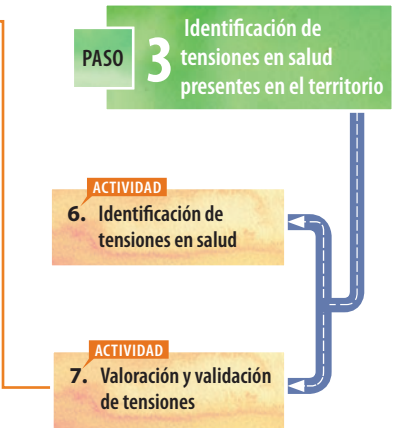 PASO 3 Identificación de
tensiones en salud
presentes en el territorio
ACTIVIDAD
6. Identificación de
tensiones en salud
ACTIVIDAD
7. Valoración y validación
de tensiones